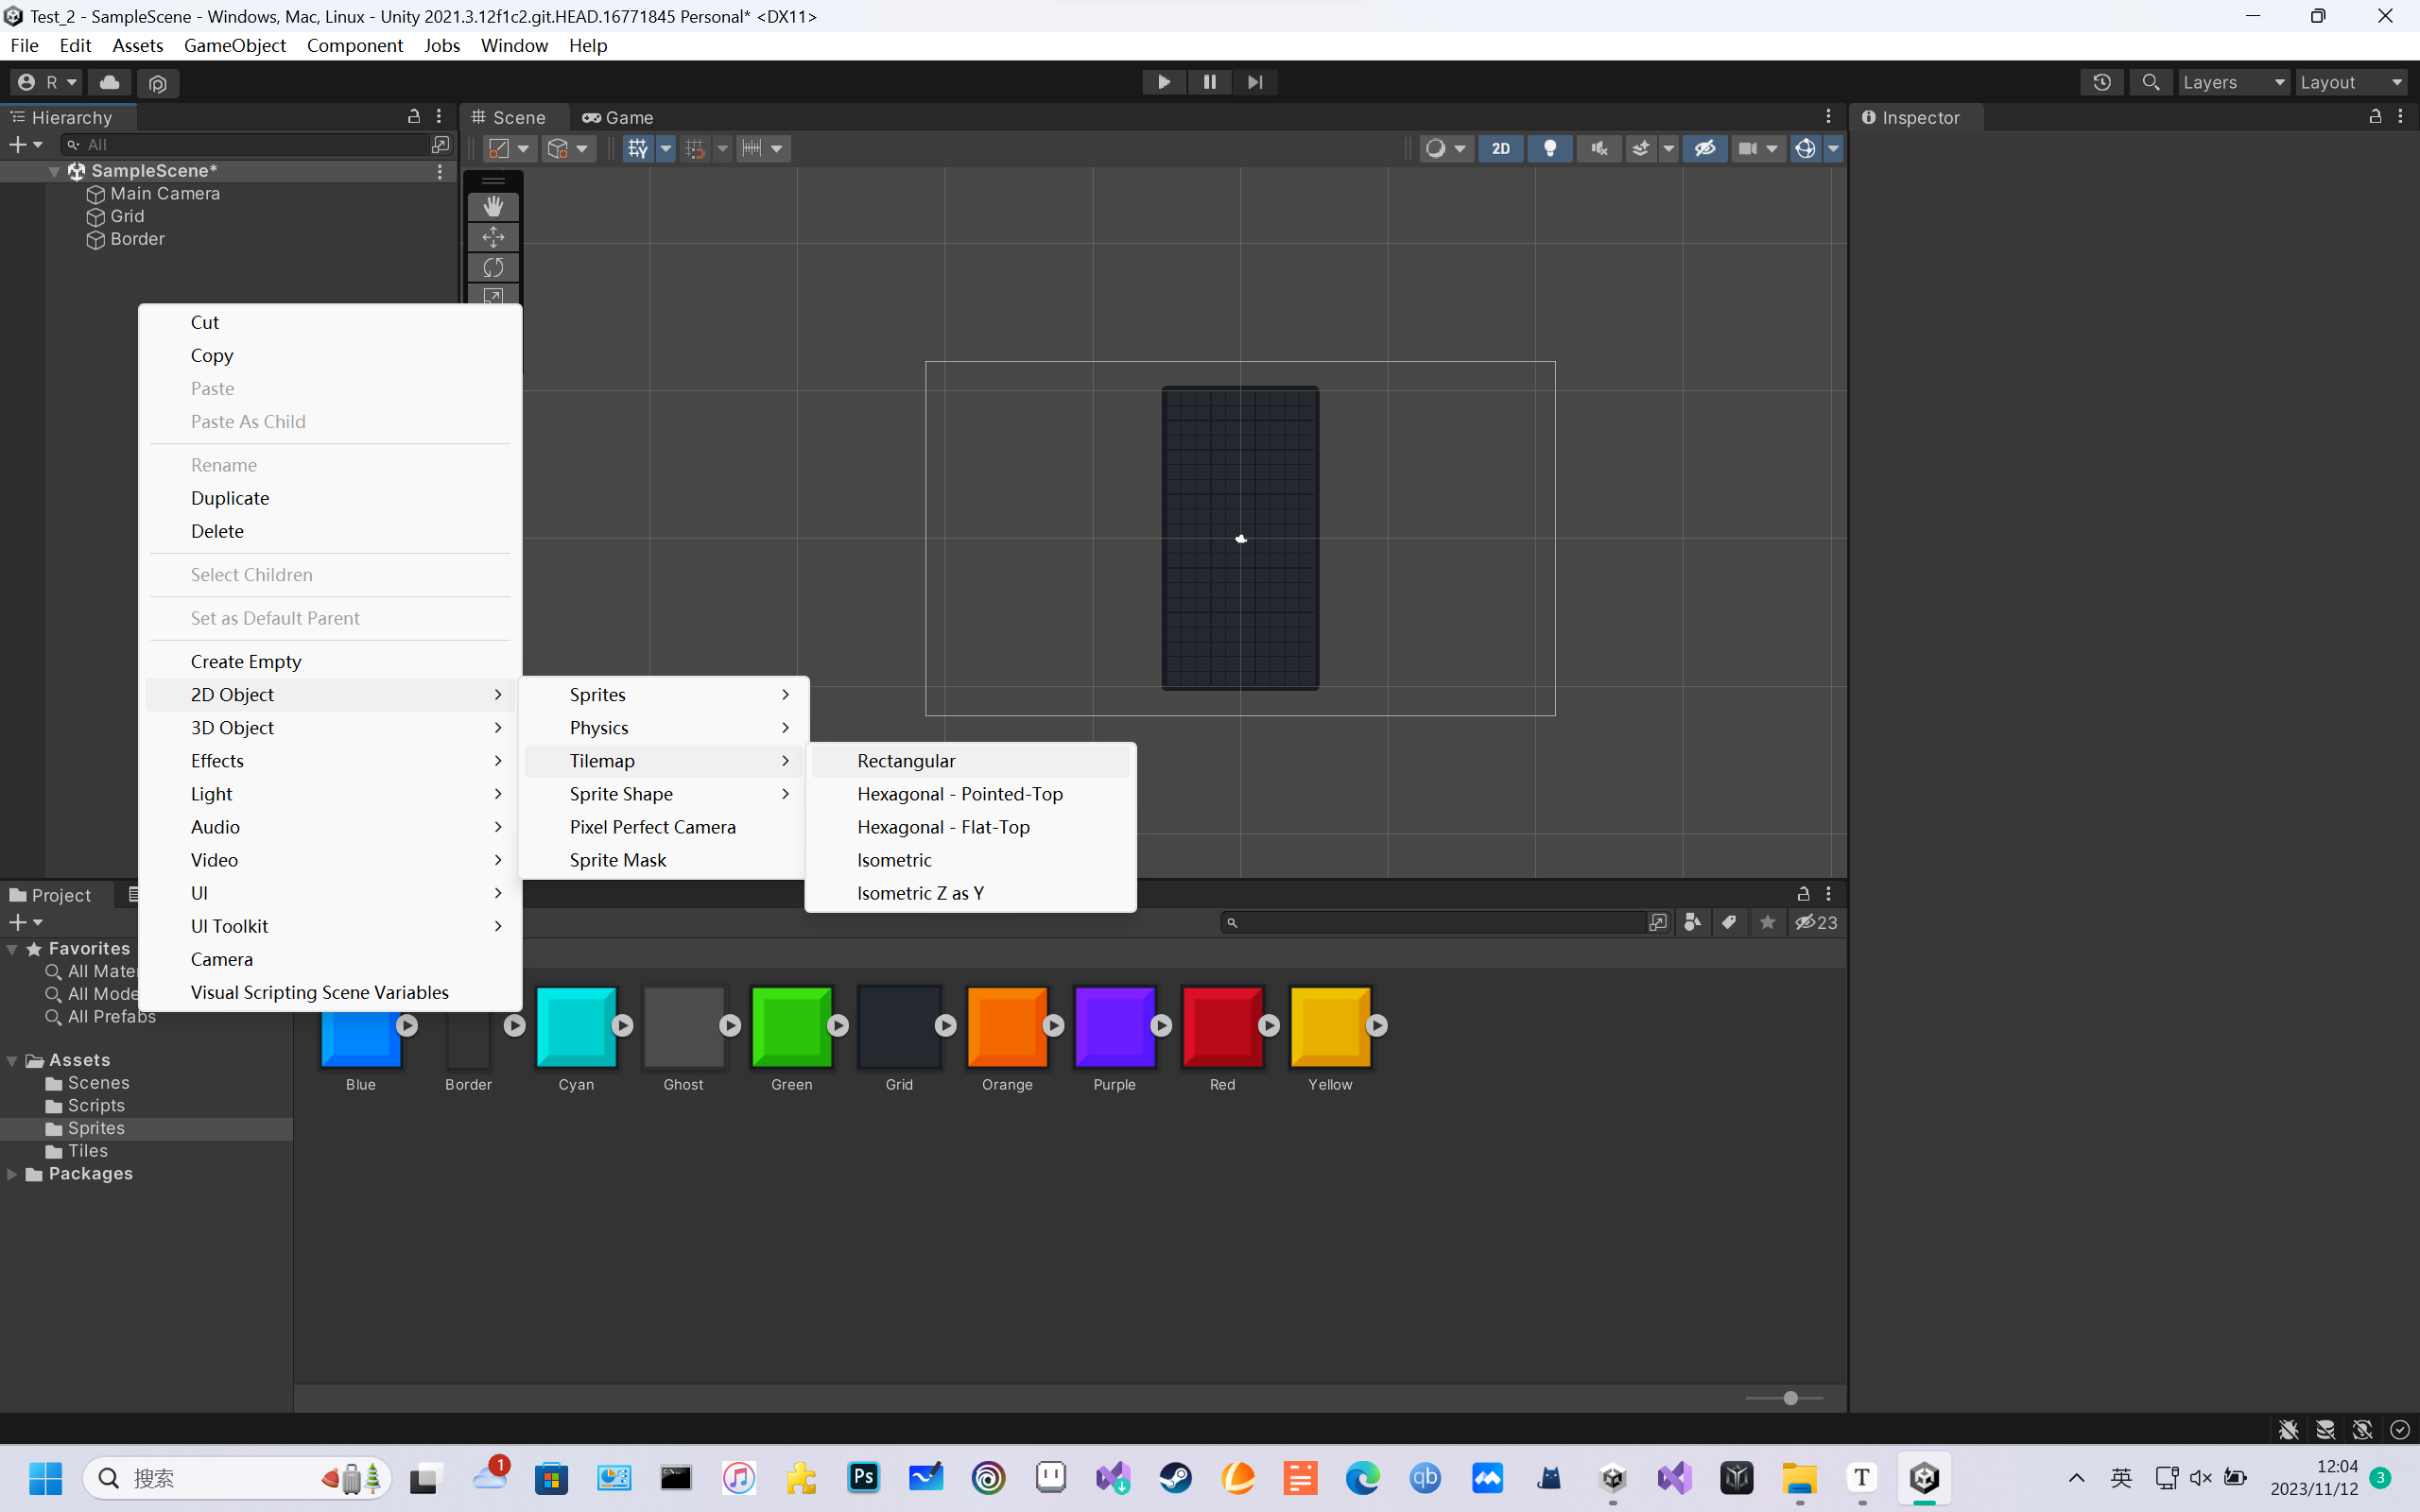 Test_2 - SampleScene - Windows, Mac, Linux - Unity 2021.3.12f1c2.git.HEAD.16771845 Personal* <DX11>
File Edit Assets GameObject Component Jobs Window Help
R Layers Layout
Hierarchy
Scene Game
Inspector
All
2D
SampleScene*
Main Camera
Grid
Border
Cut
Copy
Paste
Paste As Child
Rename
Duplicate
Delete
Select Children
Set as Default Parent
Create Empty
2D Object
3D Object
Effects
Light
Audio
Video
UI
UI Toolkit
Camera
Visual Scripting Scene Variables
Sprites
Physics
Tilemap
Sprite Shape
Pixel Perfect Camera
Sprite Mask
Rectangular
Hexagonal - Pointed-Top
Hexagonal - Flat-Top
Isometric
Isometric Z as Y
Project
23
Favorites
All Mate
All Mode
All Prefabs
Assets
Scenes
Scripts
Sprites
Tiles
Packages
Blue Border Cyan Ghost Green Grid Orange Purple Red Yellow
搜索
1
Ps
qb
T
英
12:04
2023/11/12
3